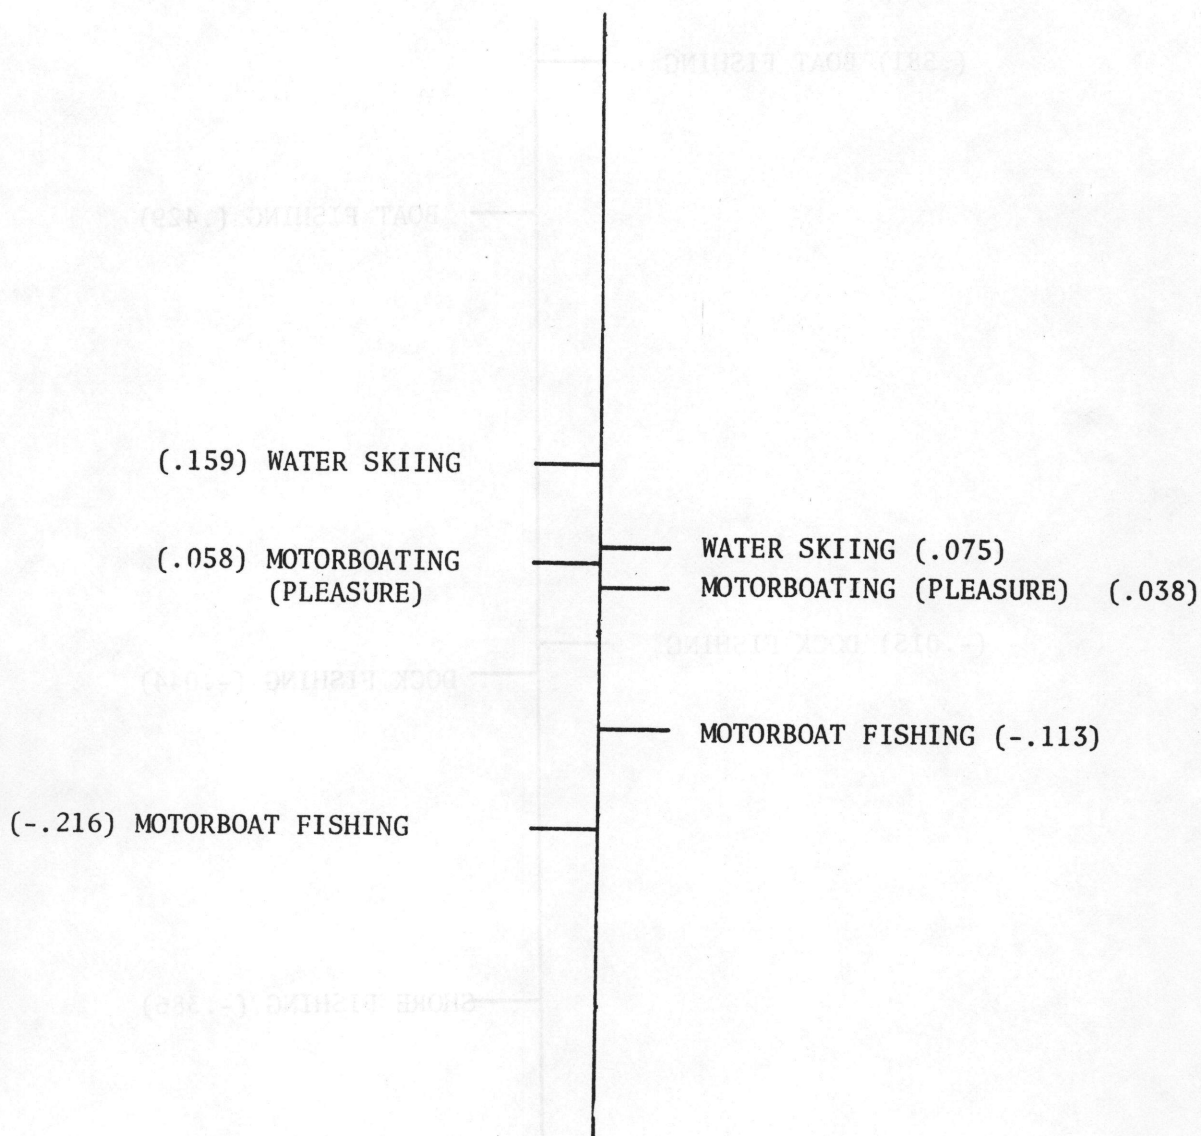 (.159) WATER SKIING
(.058) MOTORBOATING
(PLEASURE)
WATER SKIING (.075)
MOTORBOATING (PLEASURE) (.038)
MOTORBOAT FISHING (-.113)
(-.216) MOTORBOAT FISHING